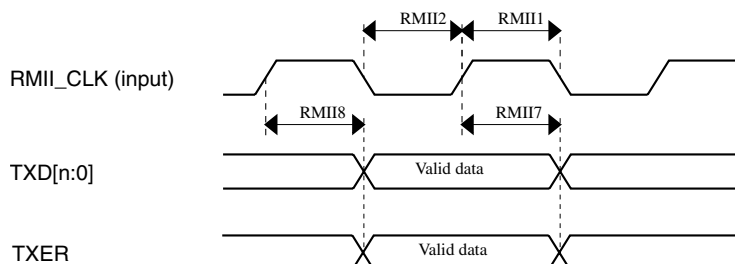 RMII2 RMII1
RMII_CLK (input)
RMII8 RMII7
TXD[n:0] Valid data
TXER Valid data